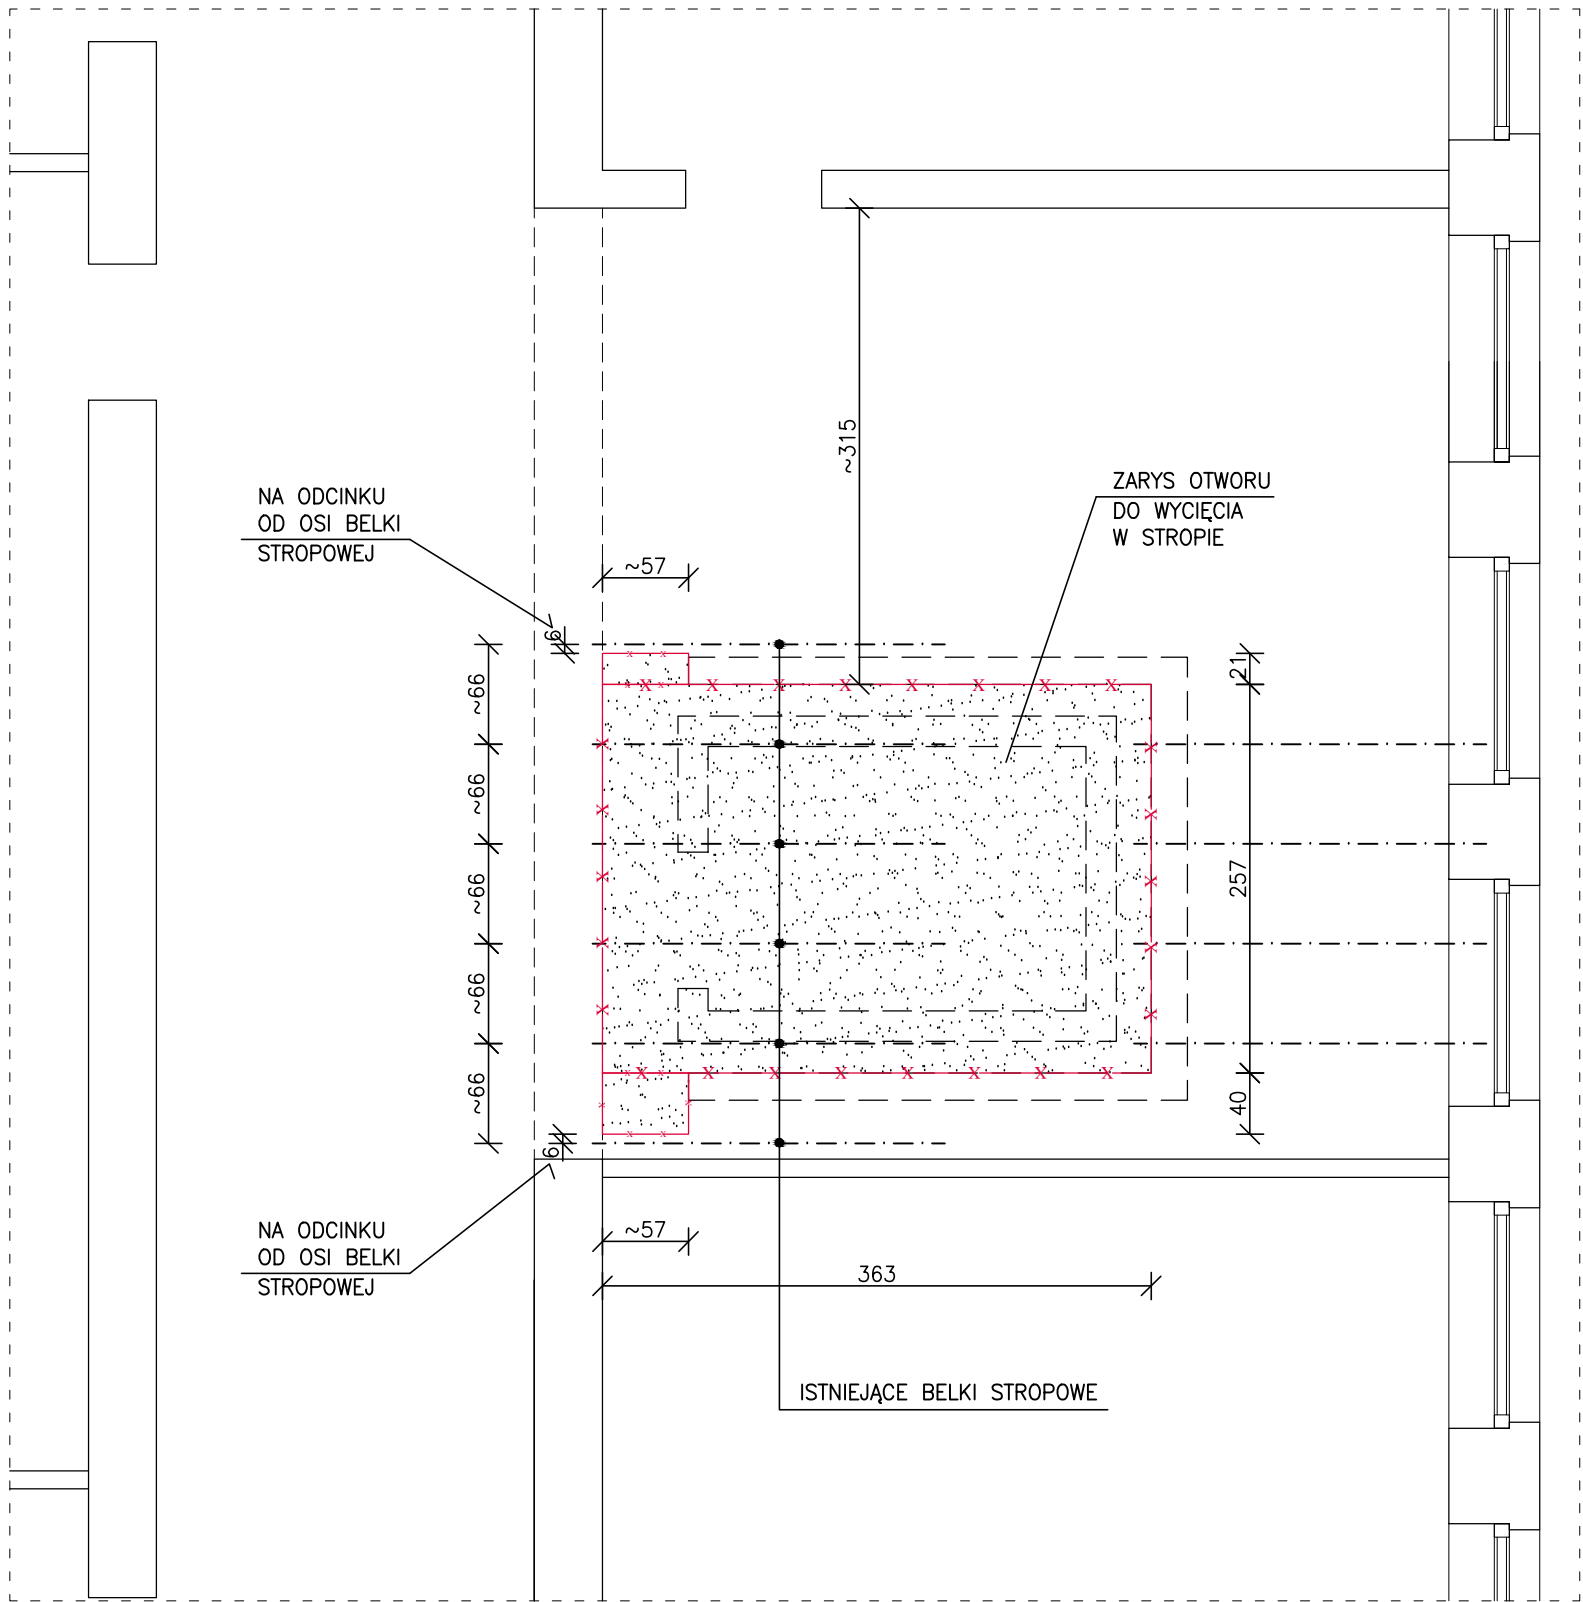 ~315
NA ODCINKU
OD OSI BELKI
STROPOWEJ
ZARYS OTWORU
DO WYCIĘCIA
W STROPIE
~57
6
21
~66
~66
~66
~66
~66
257
40
6
NA ODCINKU
OD OSI BELKI
STROPOWEJ
~57
363
ISTNIEJĄCE BELKI STROPOWE